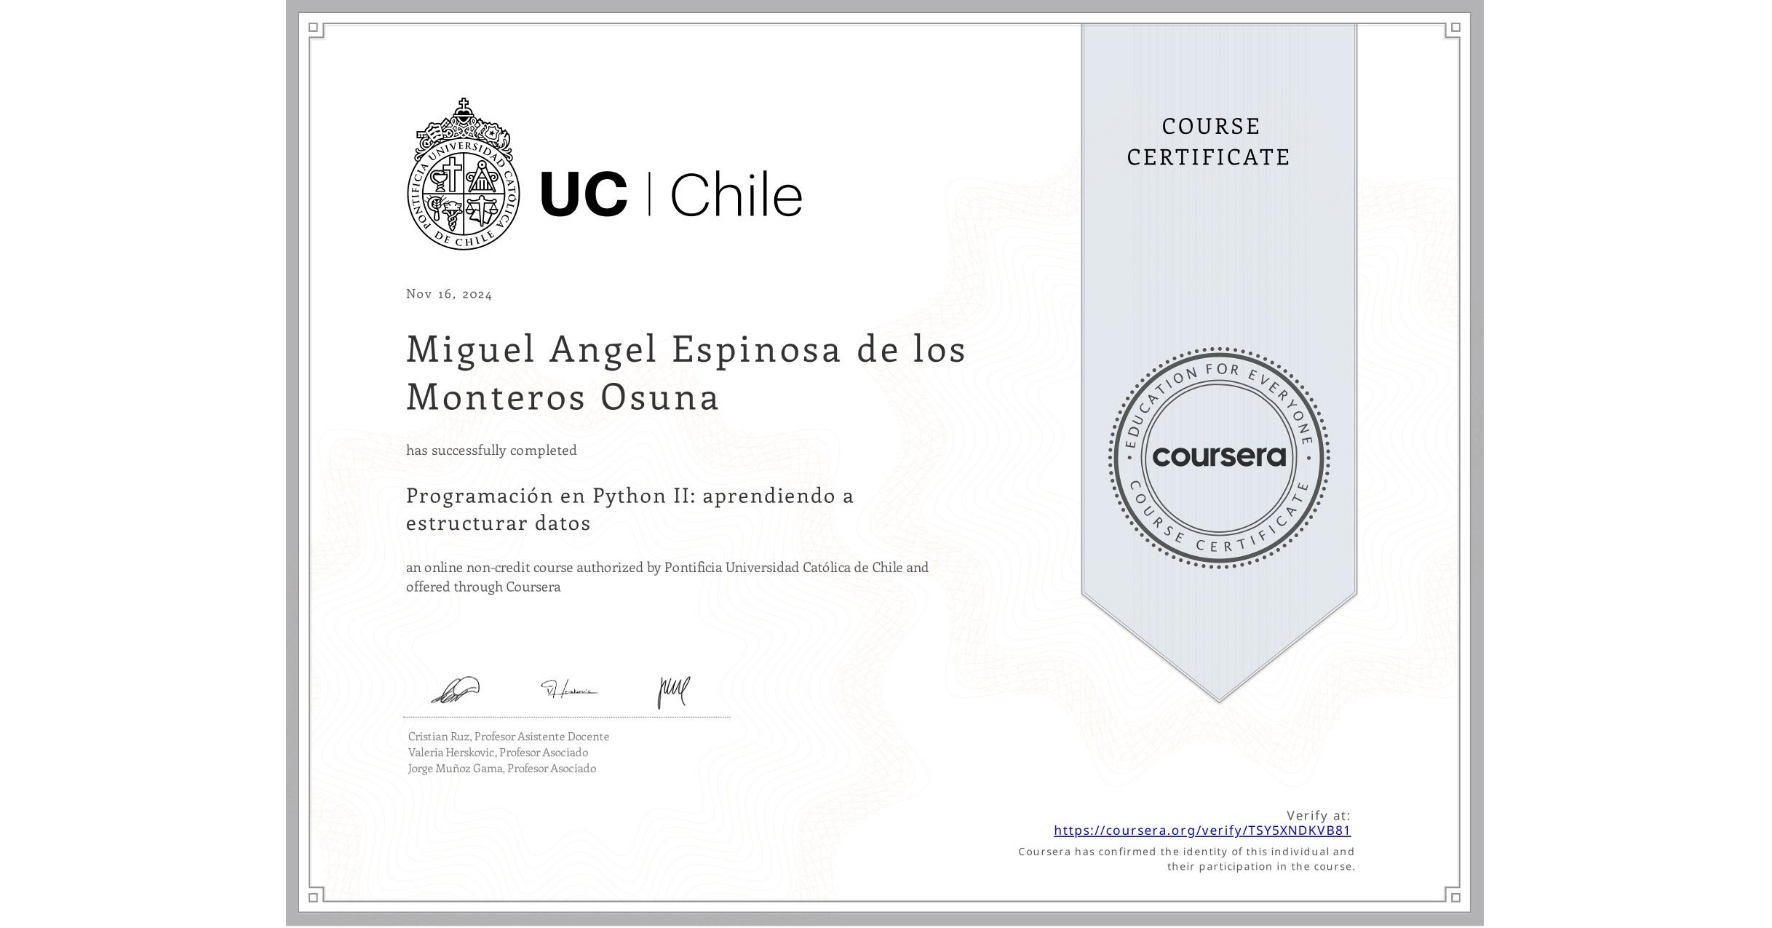 PONTIFICIA UNIVERSIDAD CATOLICA DE CHILE
UC | Chile
COURSE
CERTIFICATE
Nov 16, 2024
Miguel Angel Espinosa de los
Monteros Osuna
has successfully completed
Programación en Python II: aprendiendo a
estructurar datos
an online non-credit course authorized by Pontificia Universidad Católica de Chile and
offered through Coursera
EDUCATION FOR EVERYONE
coursera
COURSE CERTIFICATE
Cristian Ruz, Profesor Asistente Docente
Valeria Herskovic, Profesor Asociado
Jorge Muñoz Gama, Profesor Asociado
Verify at:
https://coursera.org/verify/TSY5XNDKVB81
Coursera has confirmed the identity of this individual and
their participation in the course.